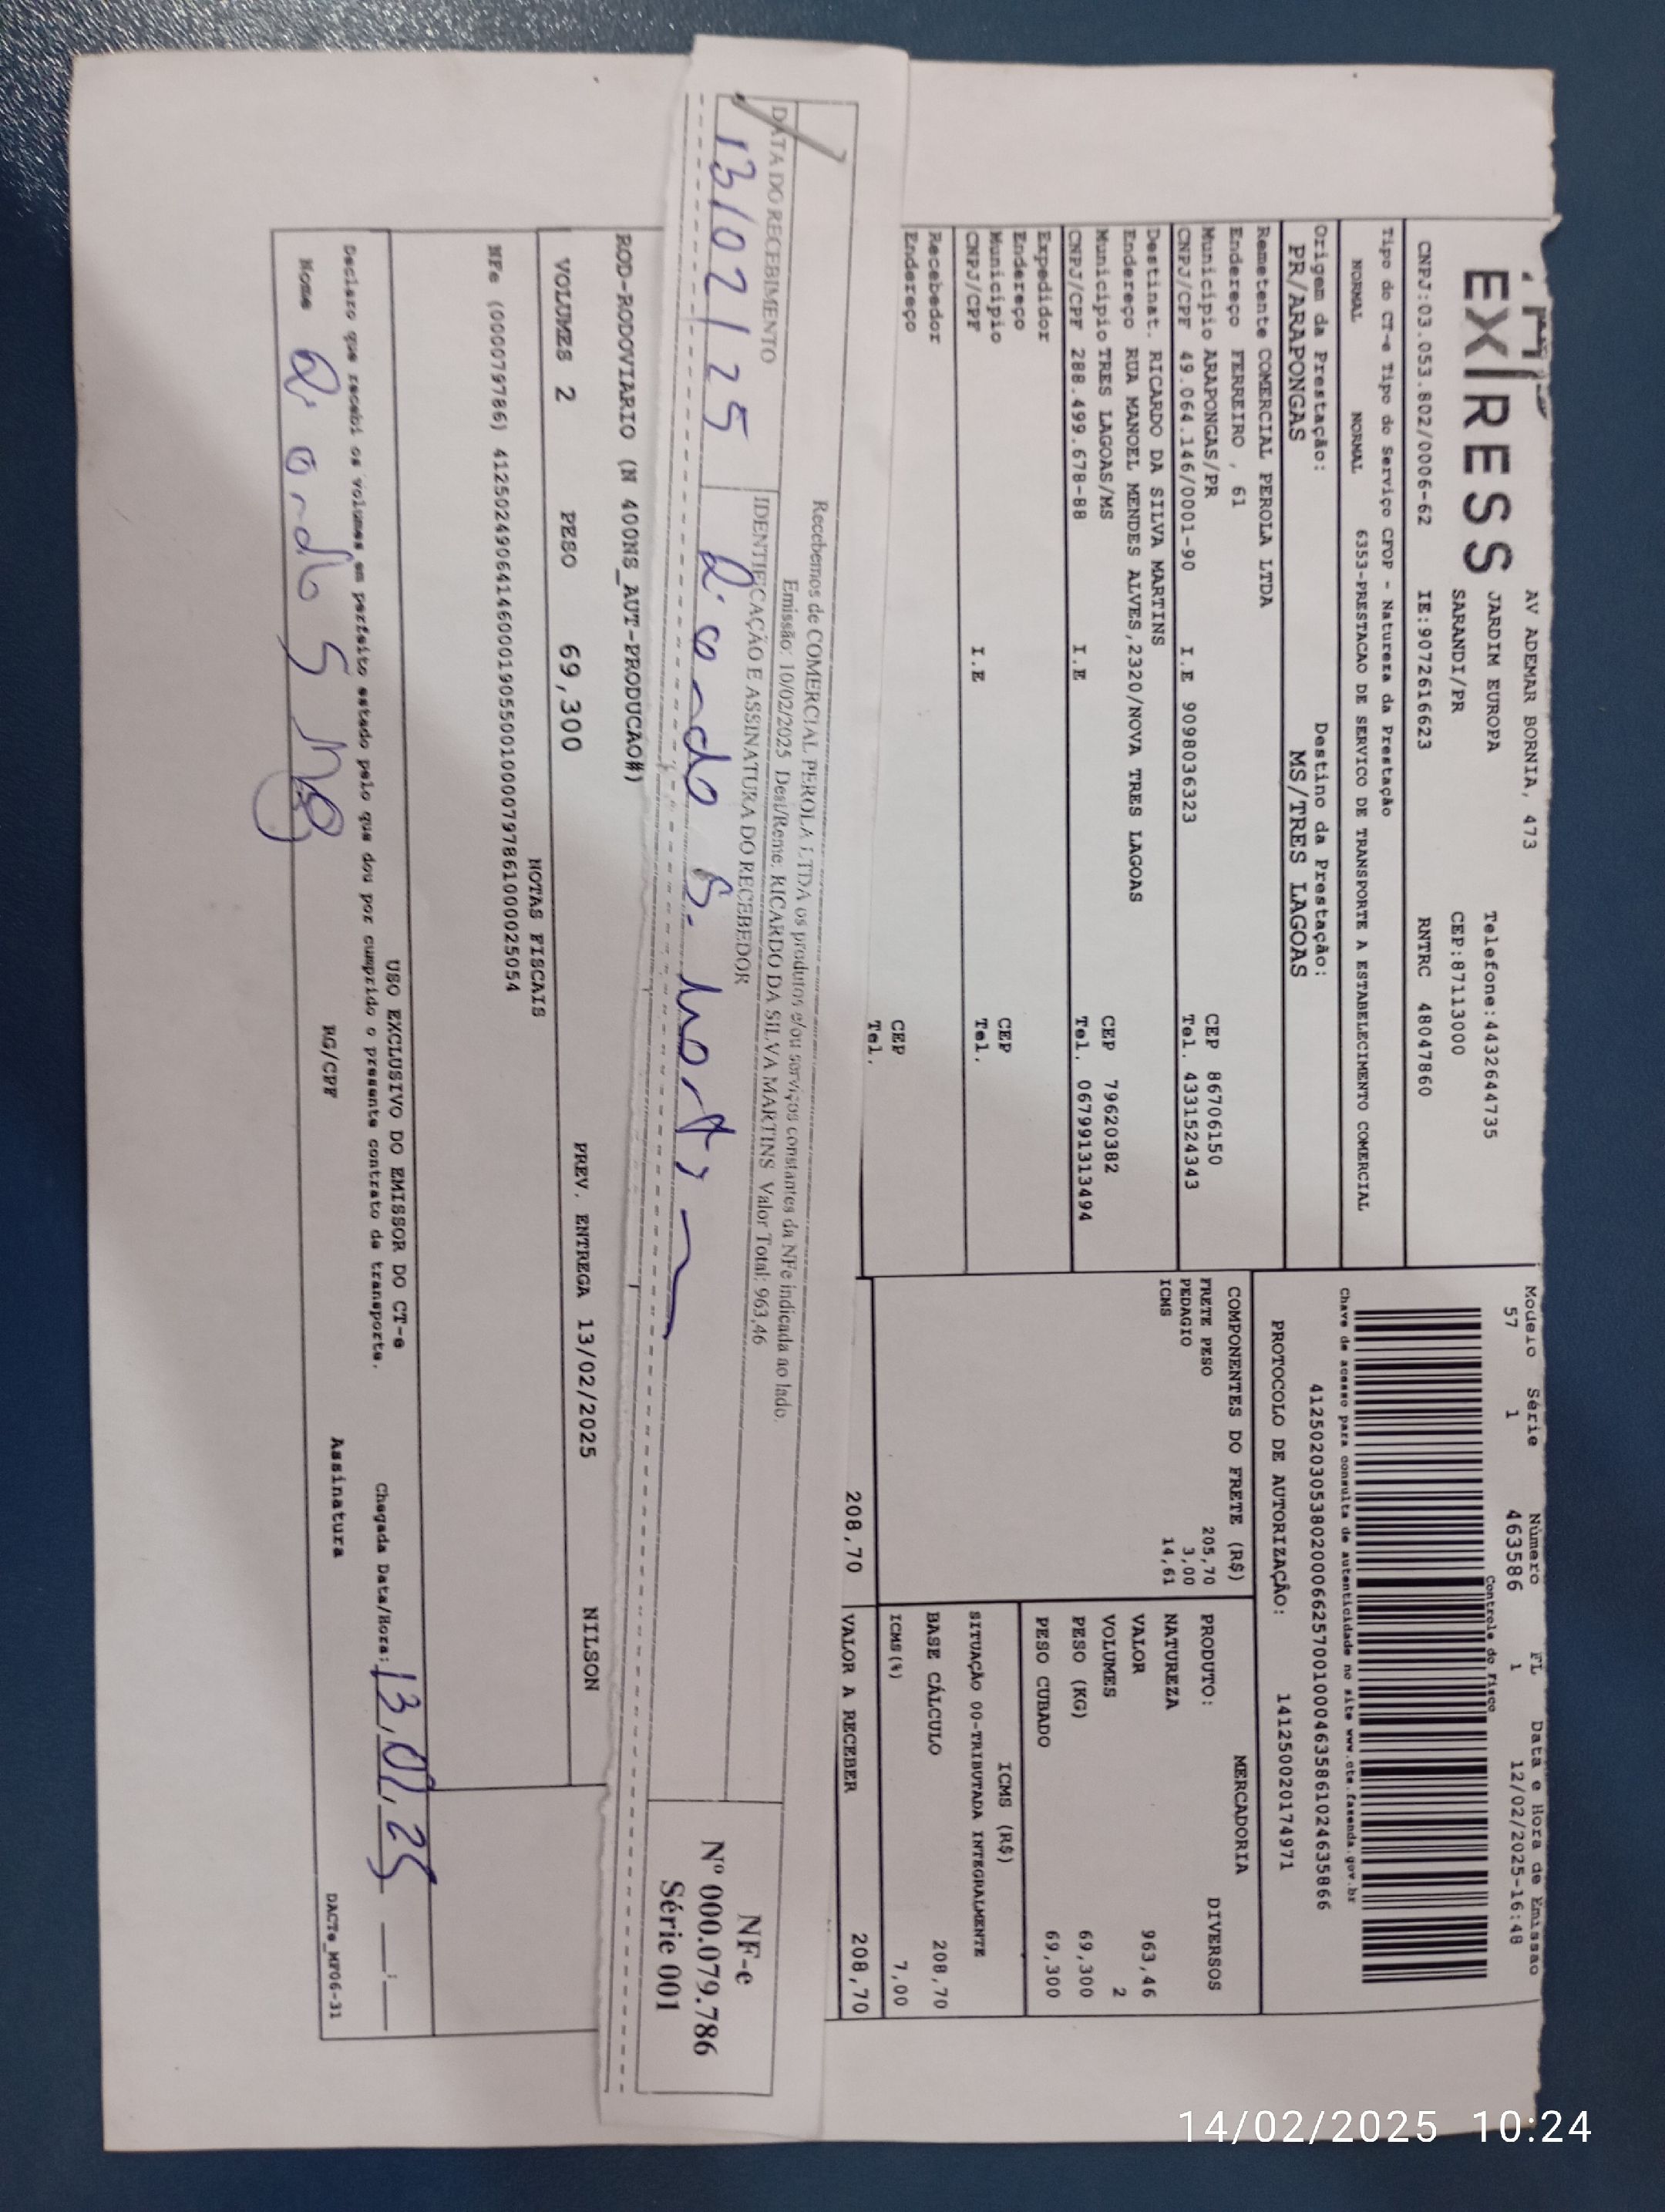 EXPRESS
AV ADEMAR BORNIA, 473
JARDIM EUROPA
SARANDI/PR
Telefone:4432644735
CEP:87113000
CNPJ:03.053.802/0006-62 IE:9072616623 RNTRC 48047860
Modelo Série Número FL Data e Hora de Emissao
57 1 463586 1 12/02/2025-16:48
Controle do Fisco
Chave de acesso para consulta de autenticidade no site www.cte.fazenda.gov.br
41250203053802000662570010004635861024635866
PROTOCOLO DE AUTORIZAÇÃO: 141250020174971
Tipo do CT-e Tipo do Serviço CFOP - Natureza da Prestação
NORMAL NORMAL 6353-PRESTACAO DE SERVICO DE TRANSPORTE A ESTABELECIMENTO COMERCIAL
Origem da Prestação: Destino da Prestação:
PR/ARAPONGAS MS/TRES LAGOAS
Remetente COMERCIAL PEROLA LTDA
Endereço FERREIRO , 61
Município ARAPONGAS/PR CEP 86706150
CNPJ/CPF 49.064.146/0001-90 I.E 9098036323 Tel. 4331524343
Destinat. RICARDO DA SILVA MARTINS
Endereço RUA MANOEL MENDES ALVES,2320/NOVA TRES LAGOAS
Município TRES LAGOAS/MS CEP 79620382
CNPJ/CPF 288.499.678-88 I.E Tel. 067991313494
Expedidor
Endereço
Município CEP
CNPJ/CPF I.E Tel.
Recebedor
Endereço CEP
Tel.
COMPONENTES DO FRETE (R$)
FRETE PESO 205,70
PEDAGIO 3,00
ICMS 14,61
208,70
MERCADORIA
PRODUTO: DIVERSOS
NATUREZA
VALOR 963,46
VOLUMES 2
PESO (KG) 69,300
PESO CUBADO 69,300
ICMS (R$)
SITUAÇÃO 00-TRIBUTADA INTEGRALMENTE
BASE CÁLCULO 208,70
ICMS(%) 7,00
VALOR A RECEBER 208,70
Recebemos de COMERCIAL PEROLA LTDA os produtos e/ou serviços constantes da NFe indicada ao lado.
Emissão: 10/02/2025 Dest/Reme: RICARDO DA SILVA MARTINS Valor Total: 963,46
DATA DO RECEBIMENTO IDENTIFICAÇÃO E ASSINATURA DO RECEBEDOR
13/02/25
NF-e
Nº 000.079.786
Série 001
ROD-RODOVIARIO (N 400NS_AUT-PRODUCAO#)
VOLUMES 2 PESO 69,300 PREV. ENTREGA 13/02/2025 NILSON
NOTAS FISCAIS
NFe (000079786) 41250249064146000190550010000797861000025054
USO EXCLUSIVO DO EMISSOR DO CT-e
Declaro que recebi os volumes em perfeito estado pelo que dou por cumprido o presente contrato de transporte.
Chegada Data/Hora: 13,02,25 __:__
Nome RG/CPF Assinatura
DACTe_MF06-31
14/02/2025 10:24